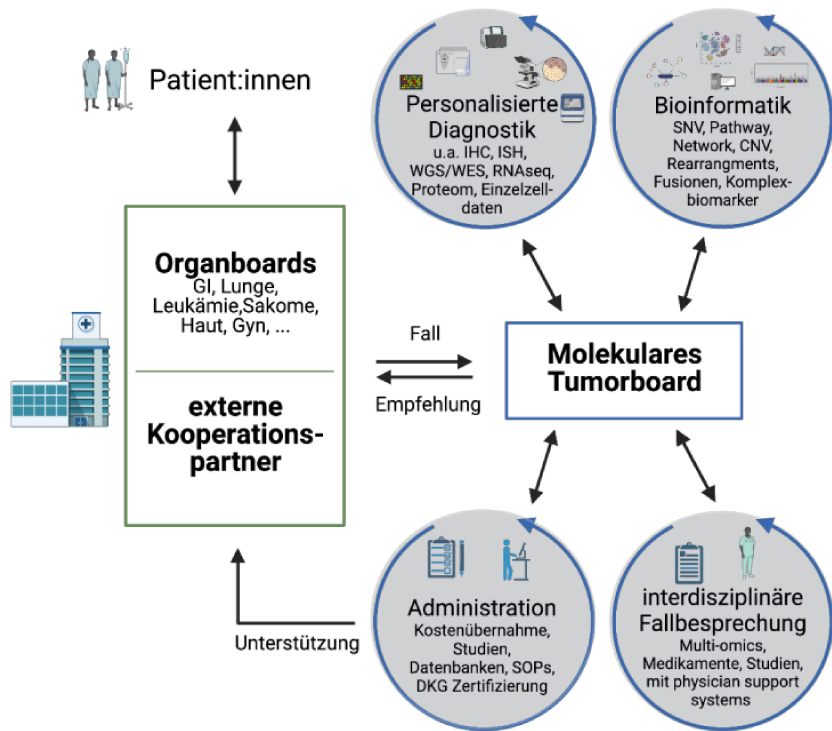 Patient:innen
Organboards
GI, Lunge,
Leukämie,Sakome,
Haut, Gyn, ...
externe
Kooperations-
partner
Fall
Empfehlung
Unterstützung
Personalisierte
Diagnostik
u.a. IHC, ISH,
WGS/WES, RNAseq,
Proteom, Einzelzell-
daten
Bioinformatik
SNV, Pathway,
Network, CNV,
Rearrangments,
Fusionen, Komplex-
biomarker
Molekulares
Tumorboard
Administration
Kostenübernahme,
Studien,
Datenbanken, SOPs,
DKG Zertifizierung
interdisziplinäre
Fallbesprechung
Multi-omics,
Medikamente, Studien,
mit physician support
systems